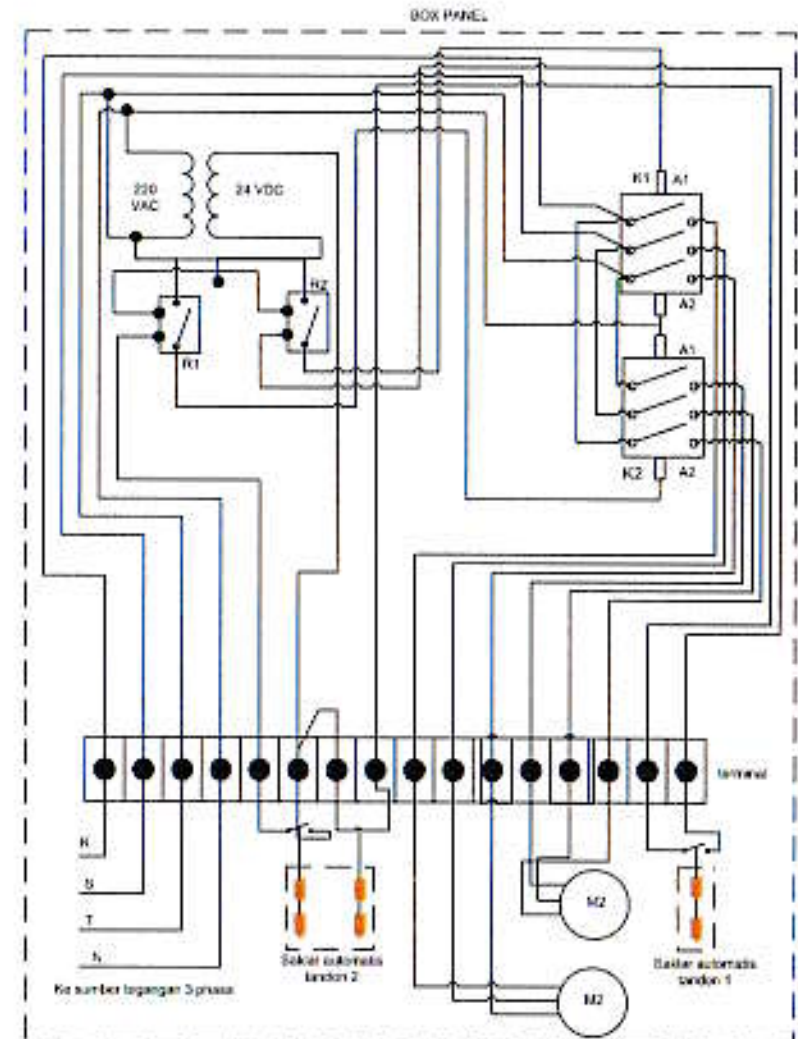 BOX PANEL
220
VAC
24 VDC
K1
A1
A2
R2
R1
A1
K2
A2
terminal
R
S
T
N
Ke sumber tegangan 3 phasa
Saklar automatis
tandon 2
M2
M2
Saklar automatis
tandon 1